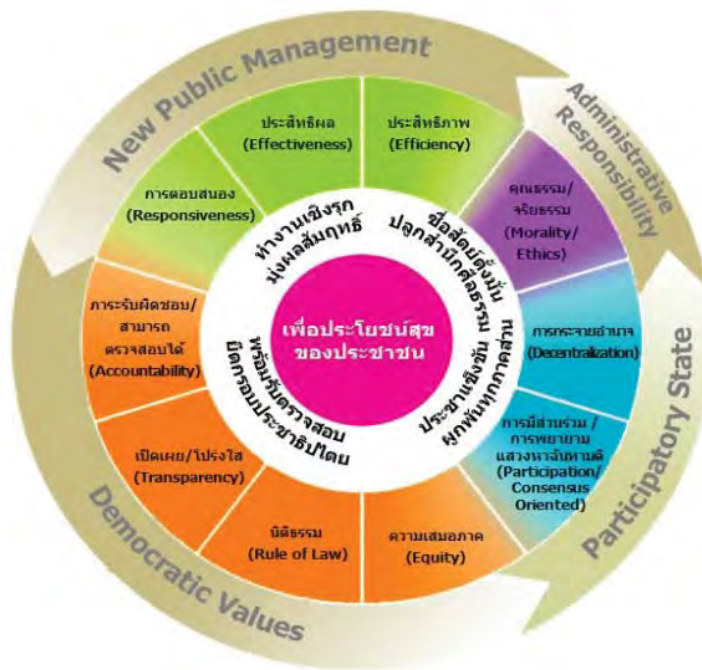 New Public Management
Administrative
Responsibility
Participatory State
Democratic Values
ประสิทธิผล
(Effectiveness)
ประสิทธิภาพ
(Efficiency)
คุณธรรม/
จริยธรรม
(Morality/
Ethics)
การกระจายอำนาจ
(Decentralization)
การมีส่วนร่วม /
การพยายาม
แสวงหาฉันทามติ
(Participation/
Consensus
Oriented)
ความเสมอภาค
(Equity)
นิติธรรม
(Rule of Law)
เปิดเผย/โปร่งใส
(Transparency)
ภาระรับผิดชอบ/
สามารถ
ตรวจสอบได้
(Accountability)
การตอบสนอง
(Responsiveness)
ทำงานเชิงรุก
มุ่งผลสัมฤทธิ์
ซื่อสัตย์ตั้งมั่น
ปลูกสำนึกศีลธรรม
ประชาแข็งขัน
ผูกพันทุกภาคส่วน
พร้อมรับตรวจสอบ
ยึดกรอบประชาธิปไตย
เพื่อประโยชน์สุข
ของประชาชน